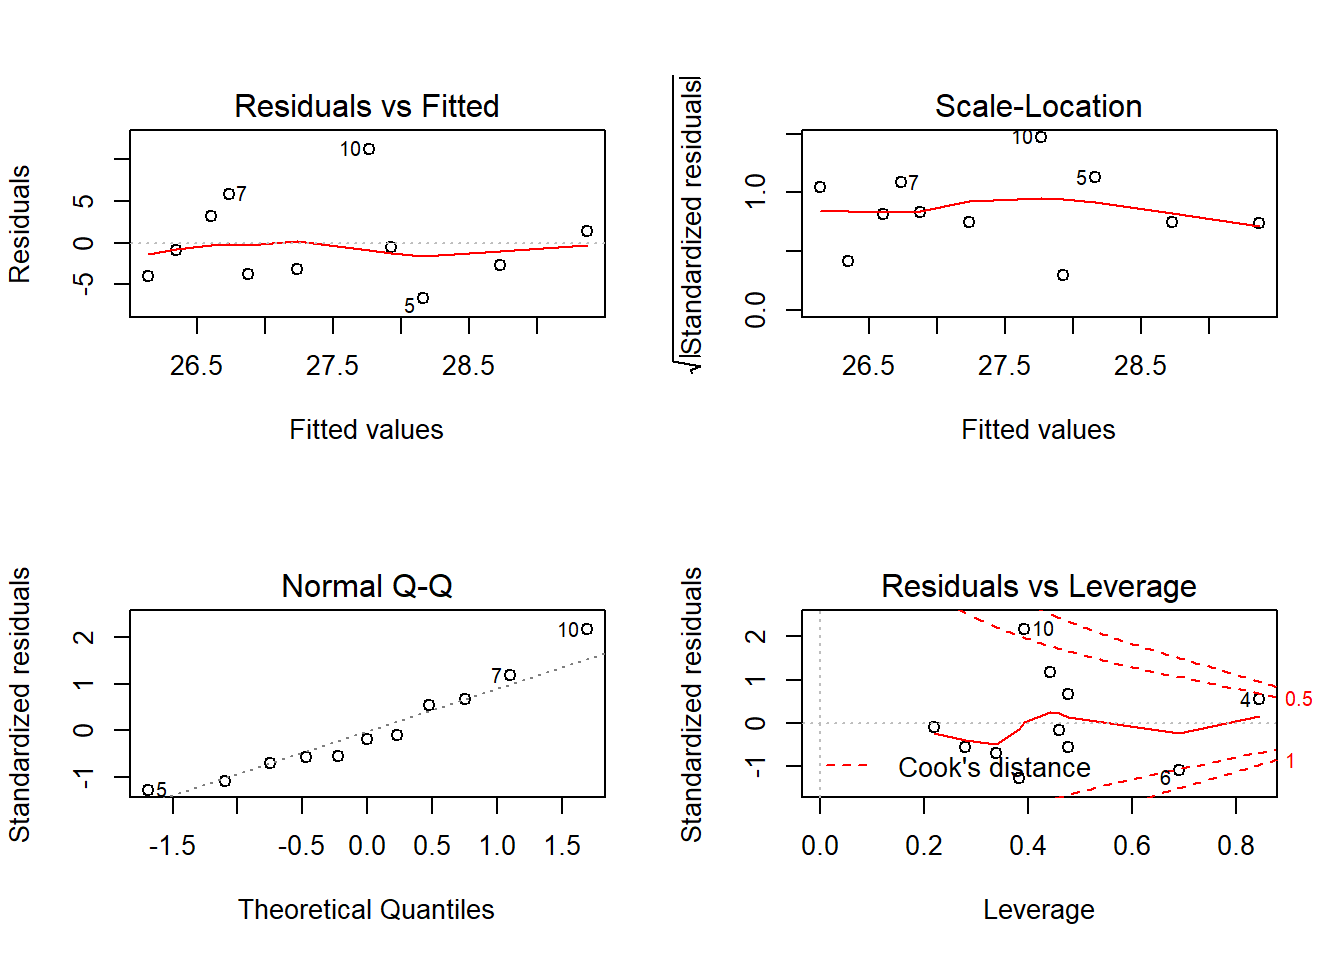 Residuals vs Fitted
Residuals
5
0
-5
10
7
5
26.5 27.5 28.5
Fitted values
Scale-Location
√|Standardized residuals|
1.0
0.0
10
7
5
26.5 27.5 28.5
Fitted values
Normal Q-Q
Standardized residuals
2
1
0
-1
10
7
5
-1.5 -0.5 0.0 0.5 1.0 1.5
Theoretical Quantiles
Residuals vs Leverage
Standardized residuals
2
1
0
-1
10
4
6
0.5
1
Cook's distance
0.0 0.2 0.4 0.6 0.8
Leverage